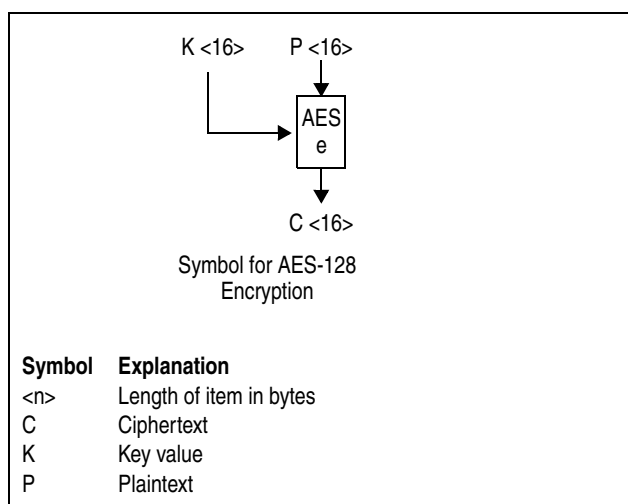 K <16> P <16>
AES
e
C <16>
Symbol for AES-128
Encryption
Symbol Explanation
<n> Length of item in bytes
C Ciphertext
K Key value
P Plaintext